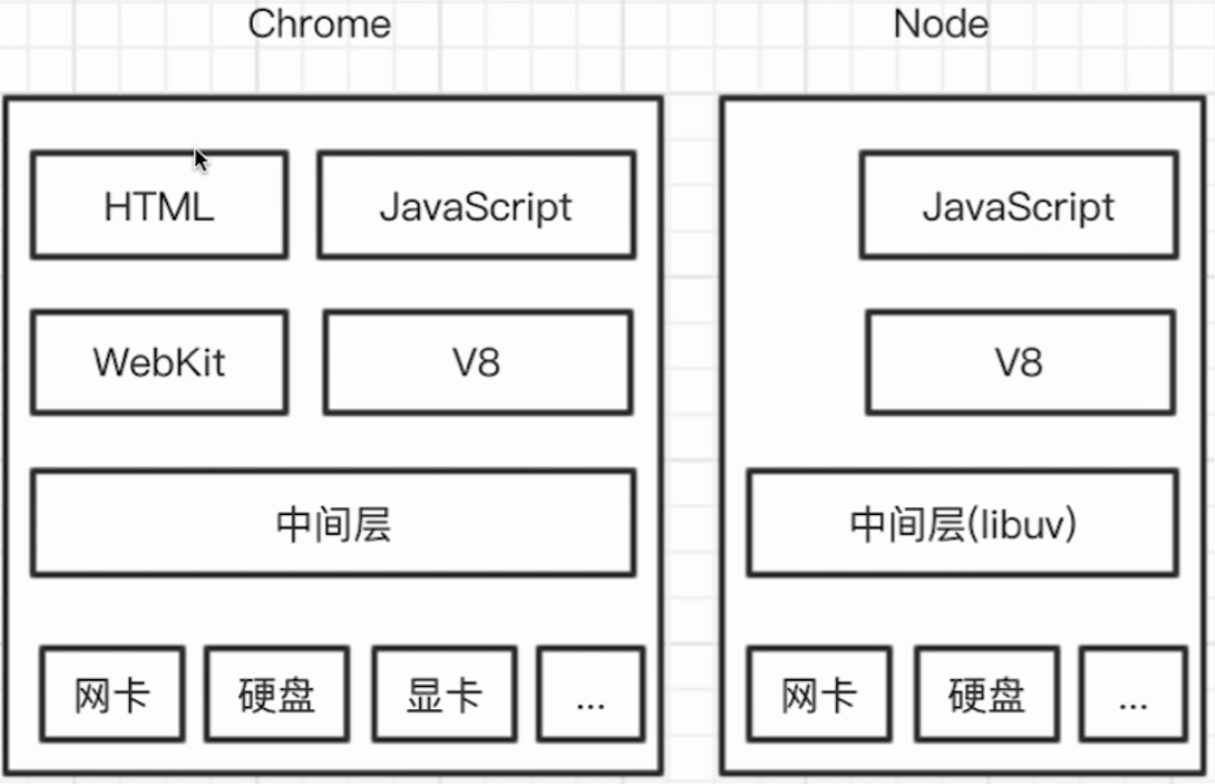 Chrome
Node
HTML
JavaScript
JavaScript
WebKit
V8
V8
中间层
中间层(libuv)
网卡
硬盘
显卡
...
网卡
硬盘
...